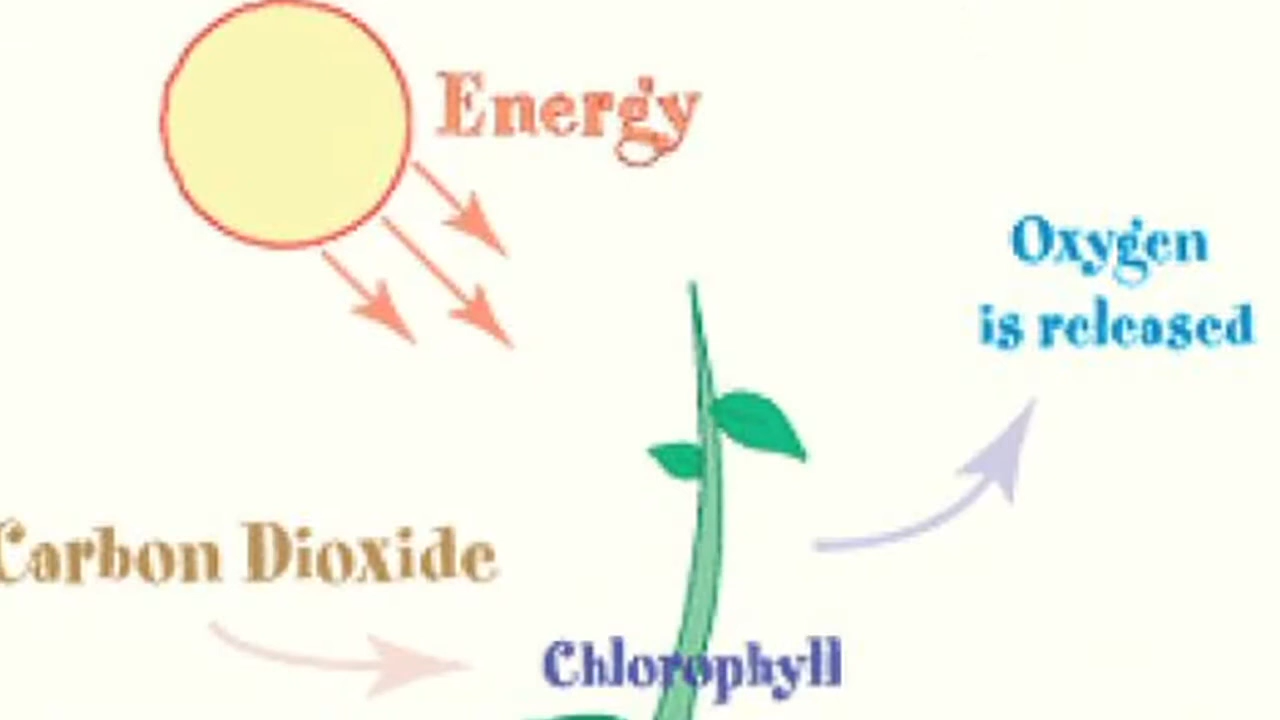 Energy
Oxygen
is released
Carbon Dioxide
Chlorophyll